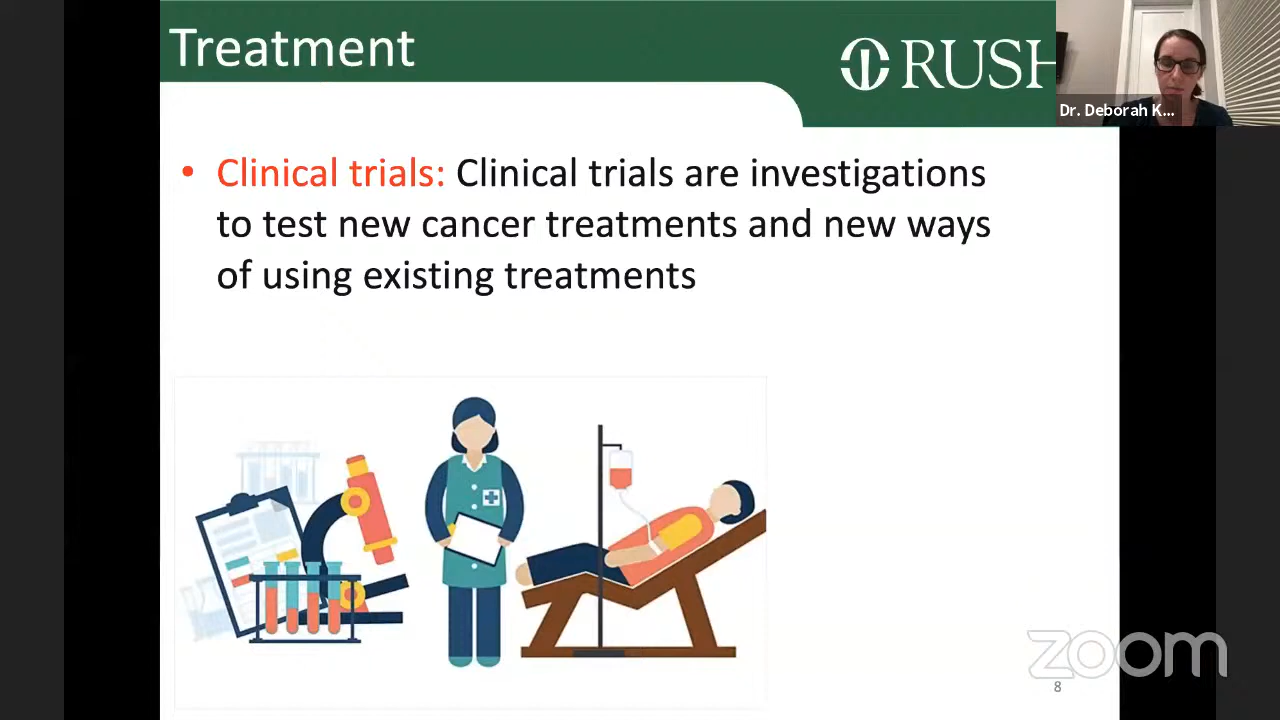 Treatment
RUSH
Dr. Deborah K...
• Clinical trials: Clinical trials are investigations
to test new cancer treatments and new ways
of using existing treatments
zoom
8